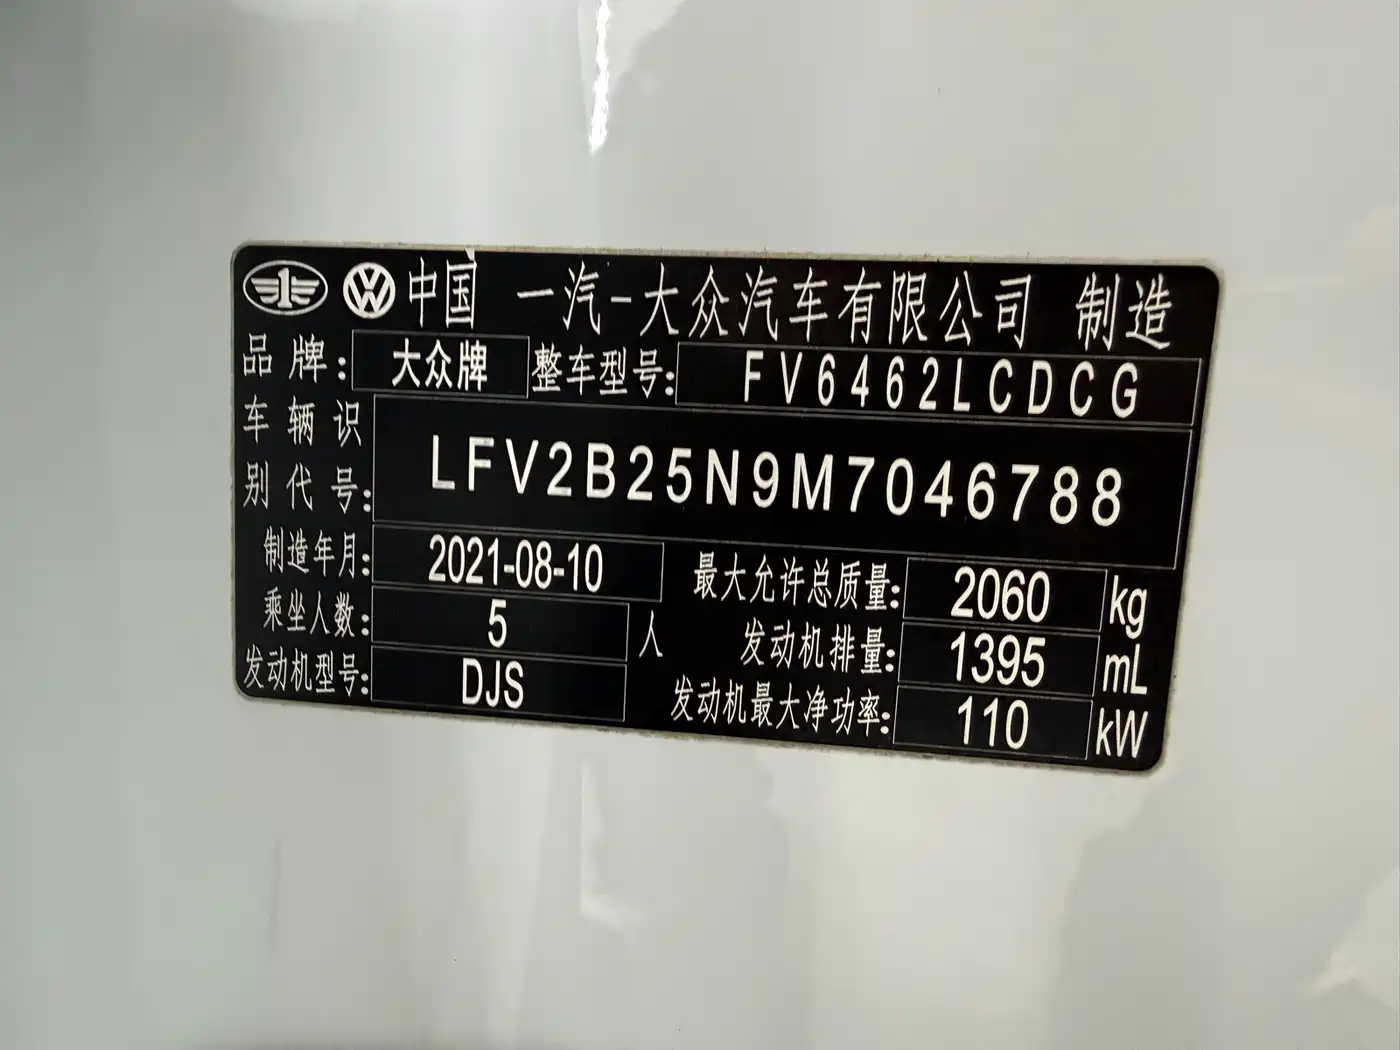 1 VW 中国 一汽-大众汽车有限公司 制造
品牌: 大众牌 整车型号: FV6462LCDCG
车辆识
别代号: LFV2B25N9M7046788
制造年月: 2021-08-10 最大允许总质量: 2060 kg
乘坐人数: 5 人 发动机排量: 1395 mL
发动机型号: DJS 发动机最大净功率: 110 kW